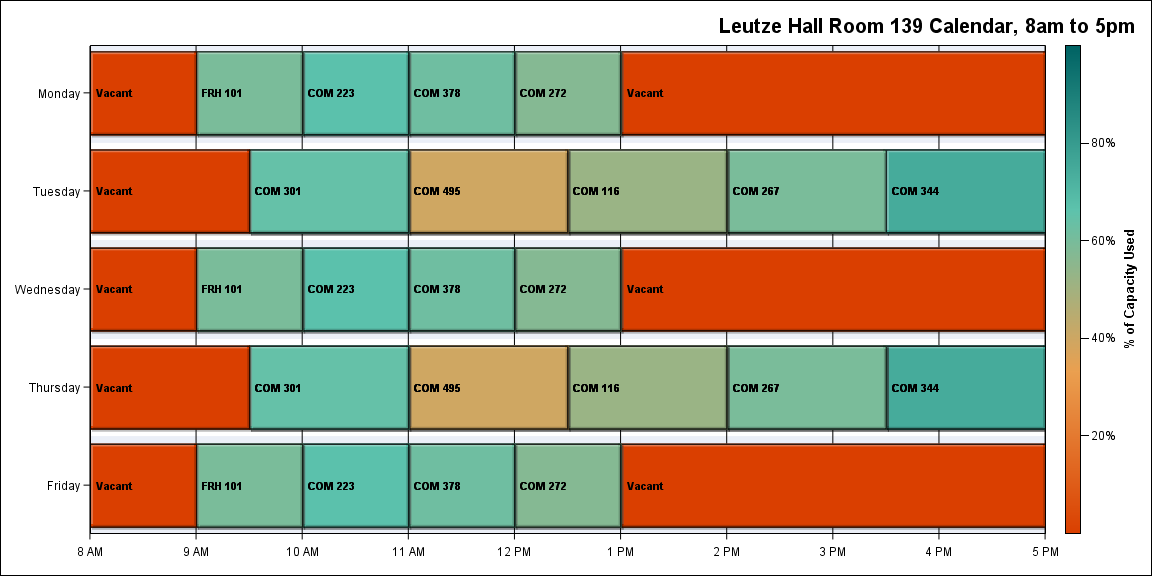 Leutze Hall Room 139 Calendar, 8am to 5pm
Monday
Vacant
FRH 101
COM 223
COM 378
COM 272
Vacant
Tuesday
Vacant
COM 301
COM 495
COM 116
COM 267
COM 344
Wednesday
Vacant
FRH 101
COM 223
COM 378
COM 272
Vacant
Thursday
Vacant
COM 301
COM 495
COM 116
COM 267
COM 344
Friday
Vacant
FRH 101
COM 223
COM 378
COM 272
Vacant
8 AM
9 AM
10 AM
11 AM
12 PM
1 PM
2 PM
3 PM
4 PM
5 PM
80%
60%
40%
20%
% of Capacity Used